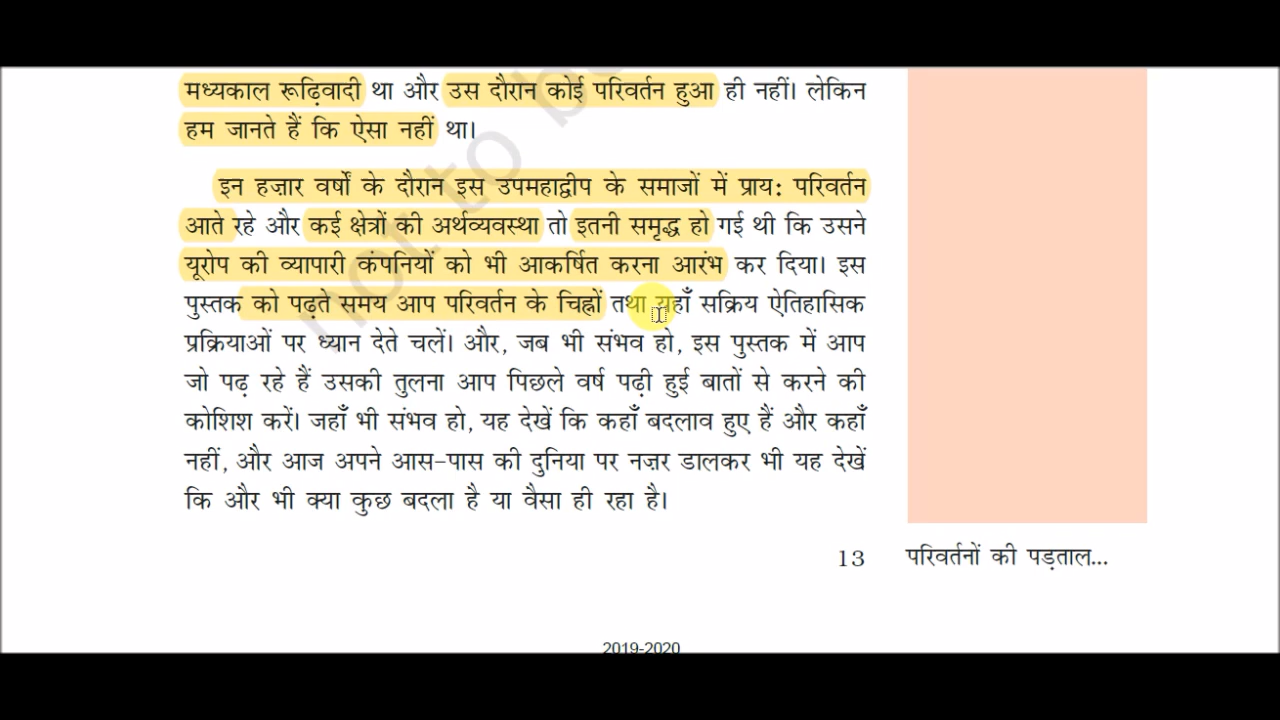 मध्यकाल रूढ़िवादी था और उस दौरान कोई परिवर्तन हुआ ही नहीं। लेकिन
हम जानते हैं कि ऐसा नहीं था।
इन हज़ार वर्षों के दौरान इस उपमहाद्वीप के समाजों में प्राय: परिवर्तन
आते रहे और कई क्षेत्रों की अर्थव्यवस्था तो इतनी समृद्ध हो गई थी कि उसने
यूरोप की व्यापारी कंपनियों को भी आकर्षित करना आरंभ कर दिया। इस
पुस्तक को पढ़ते समय आप परिवर्तन के चिह्नों तथा यहाँ सक्रिय ऐतिहासिक
प्रक्रियाओं पर ध्यान देते चलें। और, जब भी संभव हो, इस पुस्तक में आप
जो पढ़ रहे हैं उसकी तुलना आप पिछले वर्ष पढ़ी हुई बातों से करने की
कोशिश करें। जहाँ भी संभव हो, यह देखें कि कहाँ बदलाव हुए हैं और कहाँ
नहीं, और आज अपने आस-पास की दुनिया पर नज़र डालकर भी यह देखें
कि और भी क्या कुछ बदला है या वैसा ही रहा है।
13 परिवर्तनों की पड़ताल...
2019-2020
not to be